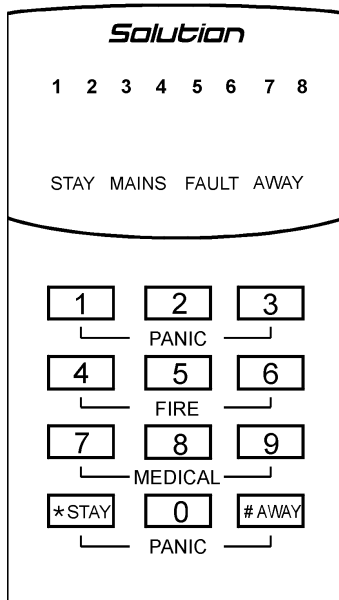 Solution
1 2 3 4 5 6 7 8
STAY MAINS FAULT AWAY
1 2 3
PANIC
4 5 6
FIRE
7 8 9
MEDICAL
*STAY 0 #AWAY
PANIC